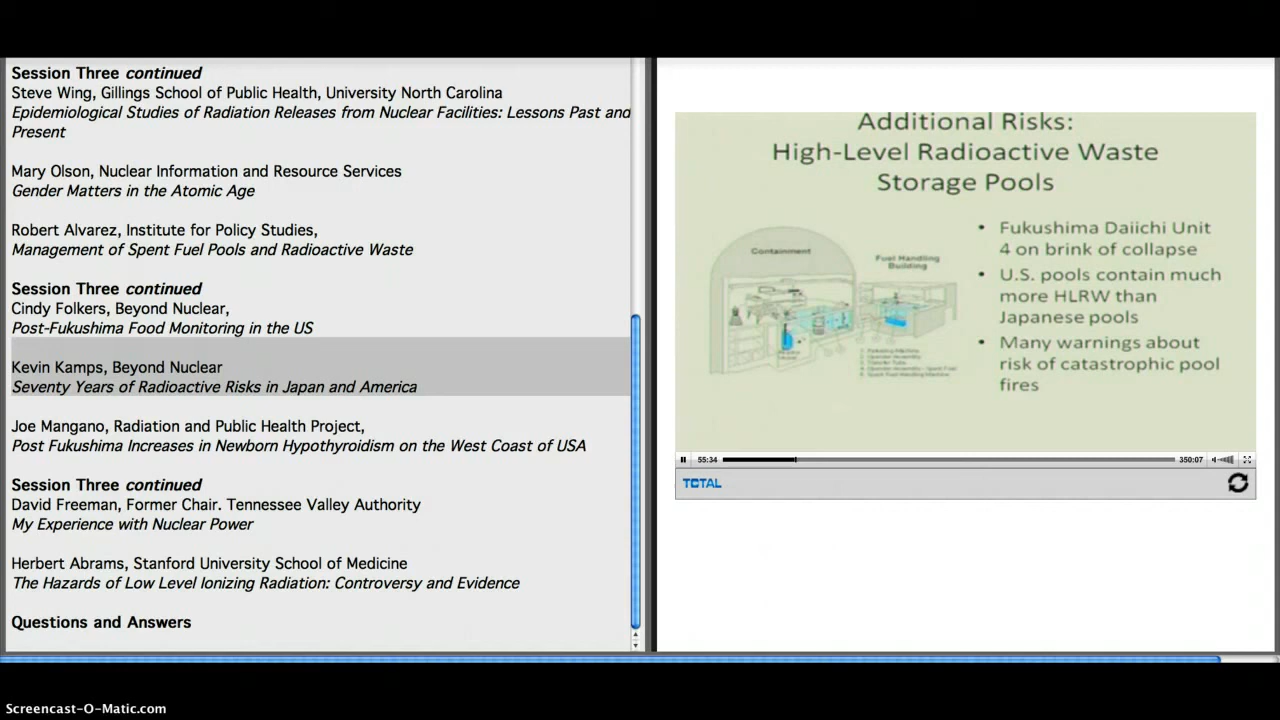 Session Three continued
Steve Wing, Gillings School of Public Health, University North Carolina
Epidemiological Studies of Radiation Releases from Nuclear Facilities: Lessons Past and
Present
Mary Olson, Nuclear Information and Resource Services
Gender Matters in the Atomic Age
Robert Alvarez, Institute for Policy Studies,
Management of Spent Fuel Pools and Radioactive Waste
Session Three continued
Cindy Folkers, Beyond Nuclear,
Post-Fukushima Food Monitoring in the US
Kevin Kamps, Beyond Nuclear
Seventy Years of Radioactive Risks in Japan and America
Joe Mangano, Radiation and Public Health Project,
Post Fukushima Increases in Newborn Hypothyroidism on the West Coast of USA
Session Three continued
David Freeman, Former Chair. Tennessee Valley Authority
My Experience with Nuclear Power
Herbert Abrams, Stanford University School of Medicine
The Hazards of Low Level Ionizing Radiation: Controversy and Evidence
Questions and Answers
Additional Risks:
High-Level Radioactive Waste
Storage Pools
Containment
Fuel Handling
Building
• Fukushima Daiichi Unit
4 on brink of collapse
• U.S. pools contain much
more HLRW than
Japanese pools
• Many warnings about
risk of catastrophic pool
fires
55:34
350:07
TOTAL
Screencast-O-Matic.com